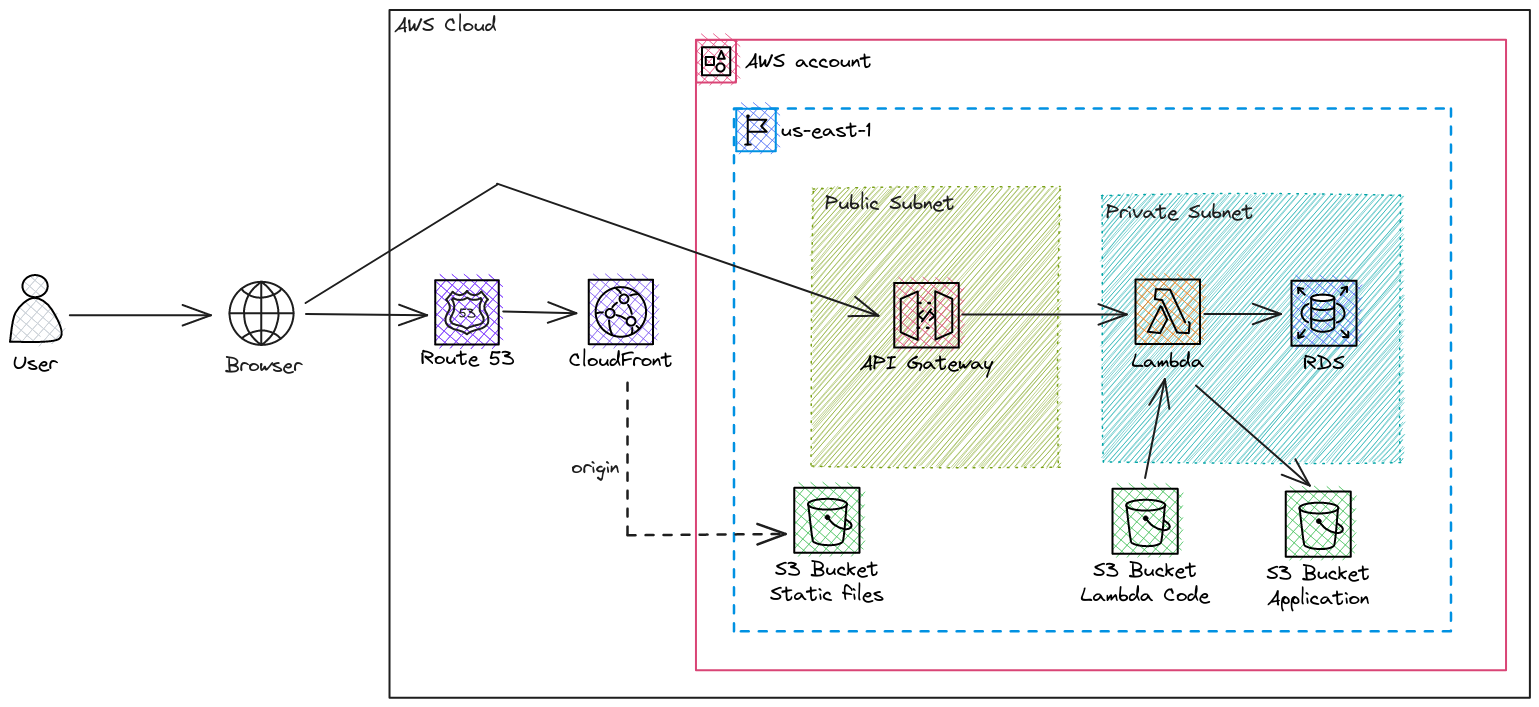 AWS Cloud
AWS account
us-east-1
Public Subnet
Private Subnet
53
User
Browser
Route 53
CloudFront
API Gateway
Lambda
RDS
origin
S3 Bucket
Static files
S3 Bucket
Lambda Code
S3 Bucket
Application